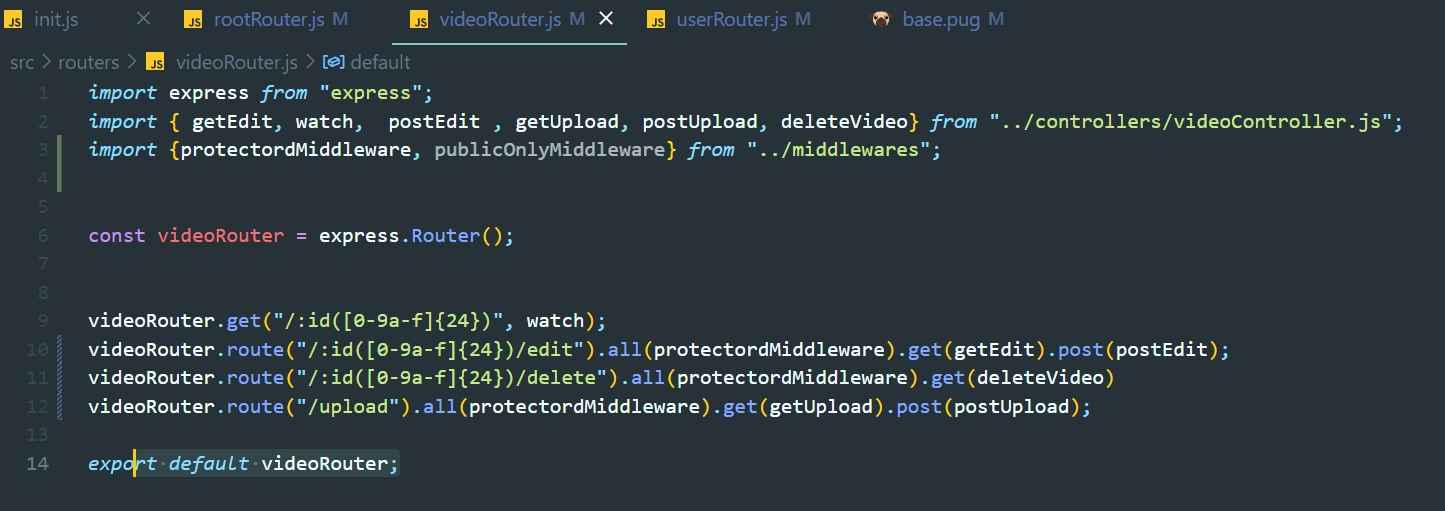 JS init.js × JS rootRouter.js M JS videoRouter.js M × JS userRouter.js M base.pug M
src > routers > JS videoRouter.js > default
1 import express from "express";
2 import { getEdit, watch,  postEdit , getUpload, postUpload, deleteVideo} from "../controllers/videoController.js";
3 import {protectordMiddleware, publicOnlyMiddleware} from "../middlewares";
4
5
6 const videoRouter = express.Router();
7
8
9 videoRouter.get("/:id([0-9a-f]{24})", watch);
10 videoRouter.route("/:id([0-9a-f]{24})/edit").all(protectordMiddleware).get(getEdit).post(postEdit);
11 videoRouter.route("/:id([0-9a-f]{24})/delete").all(protectordMiddleware).get(deleteVideo)
12 videoRouter.route("/upload").all(protectordMiddleware).get(getUpload).post(postUpload);
13
14 export default videoRouter;